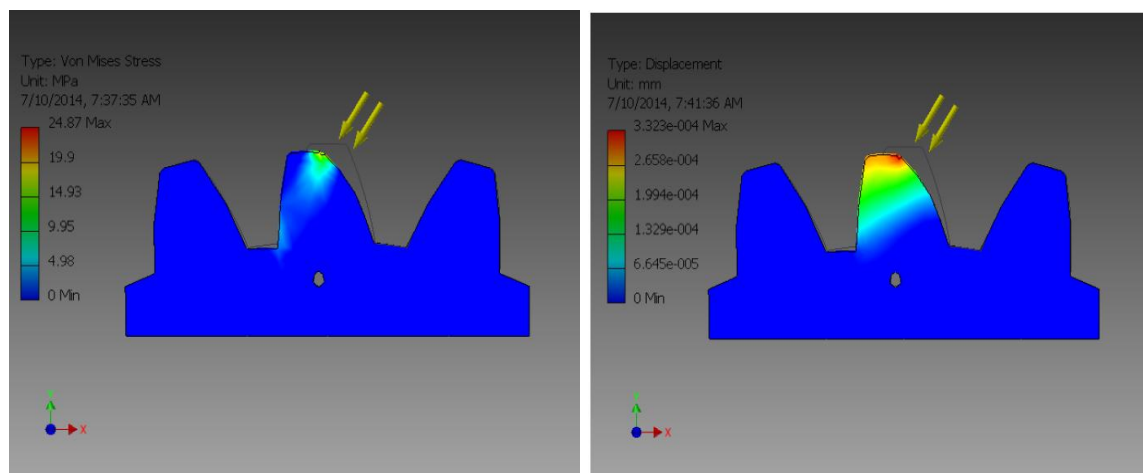 Type: Von Mises Stress
Unit: MPa
7/10/2014, 7:37:35 AM
24.87 Max
19.9
14.93
9.95
4.98
0 Min
X
Type: Displacement
Unit: mm
7/10/2014, 7:41:36 AM
3.323e-004 Max
2.658e-004
1.994e-004
1.329e-004
6.645e-005
0 Min
X